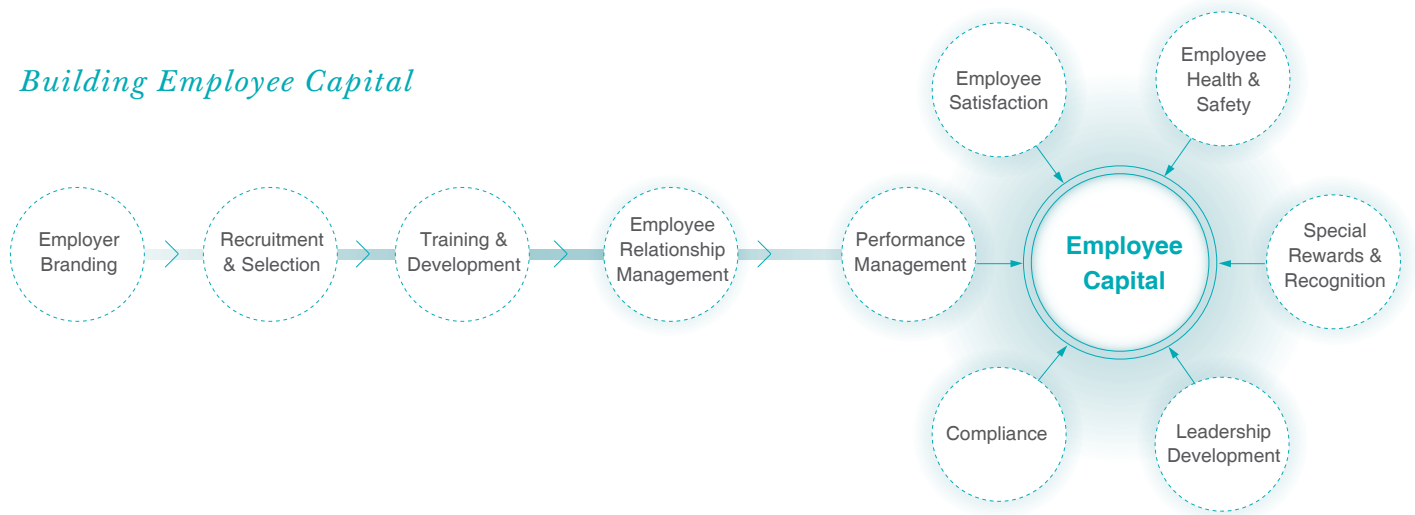 Building Employee Capital
Employer
Branding
Recruitment
& Selection
Training &
Development
Employee
Relationship
Management
Performance
Management
Employee
Satisfaction
Employee
Health &
Safety
Employee
Capital
Special
Rewards &
Recognition
Compliance
Leadership
Development